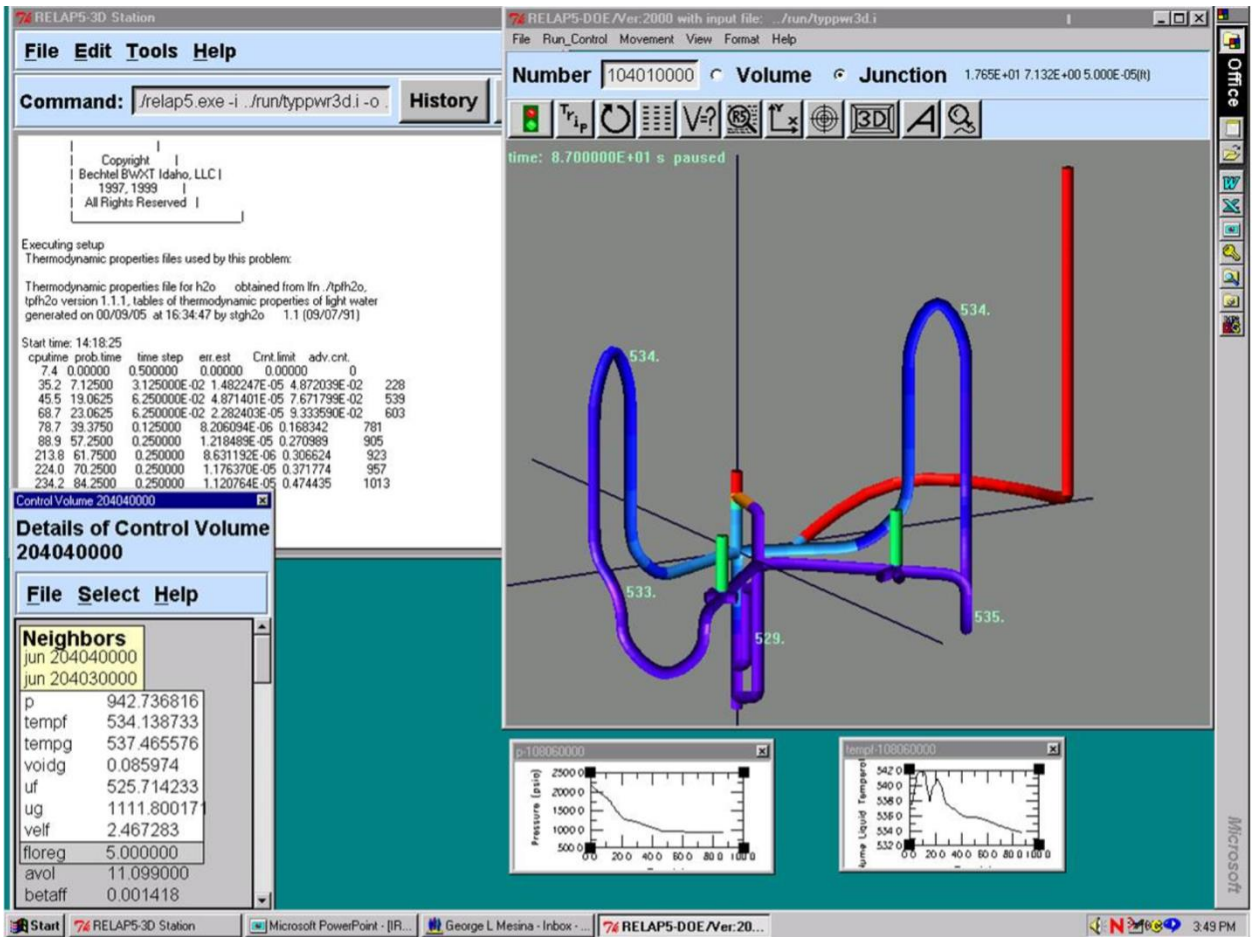 RELAP5-3D Station
File Edit Tools Help
Command: ./relap5.exe -i ../run/typpwr3d.i -o . History
Copyright
Bechtel BWXT Idaho, LLC
1997, 1999
All Rights Reserved
Executing setup
Thermodynamic properties files used by this problem:
Thermodynamic properties file for h2o obtained from lfn ./tpfh2o,
tpfh2o version 1.1.1, tables of thermodynamic properties of light water
generated on 00/09/05 at 16:34:47 by stgh2o 1.1 (09/07/91)
Start time: 14:18:25
cputime prob.time time step err.est Crnt.limit adv.cnt.
7.4 0.00000 0.500000 0.00000 0.00000 0
35.2 7.12500 3.125000E-02 1.482247E-05 4.872039E-02 228
45.5 19.0625 6.250000E-02 4.871401E-05 7.671799E-02 539
68.7 23.0625 6.250000E-02 2.282403E-05 9.333590E-02 603
78.7 39.3750 0.125000 8.206094E-06 0.168342 781
88.9 57.2500 0.250000 1.218489E-05 0.270989 905
213.8 61.7500 0.250000 8.631192E-06 0.306624 923
224.0 70.2500 0.250000 1.176370E-05 0.371774 957
234.2 84.2500 0.250000 1.120764E-05 0.474435 1013
Control Volume 204040000
Details of Control Volume
204040000
File Select Help
Neighbors
jun 204040000
jun 204030000
p 942.736816
tempf 534.138733
tempg 537.465576
voidg 0.085974
uf 525.714233
ug 1111.800171
velf 2.467283
floreg 5.000000
avol 11.099000
betaff 0.001418
RELAP5-DOE/Ver:2000 with input file: ../run/typpwr3d.i
File Run_Control Movement View Format Help
Number 104010000 Volume Junction 1.765E+01 7.132E+00 5.000E-05(ft)
Trip V=? R5 Y x 3D A
time: 8.700000E+01 s paused
534.
534.
533.
535.
529.
p-108060000
Pressure (psia)
2500 0
2000 0
1500 0
1000 0
500 0
0 0 20 0 40 0 60 0 80 0 100 0
tempf-108060000
ume Liquid Temperat
542 0
540 0
538 0
536 0
534 0
532 0
0 0 20 0 40 0 60 0 80 0 100 0
Office
Microsoft
Start RELAP5-3D Station Microsoft PowerPoint - [IR... George L Mesina - Inbox - ... RELAP5-DOE/Ver:20... 3:49 PM